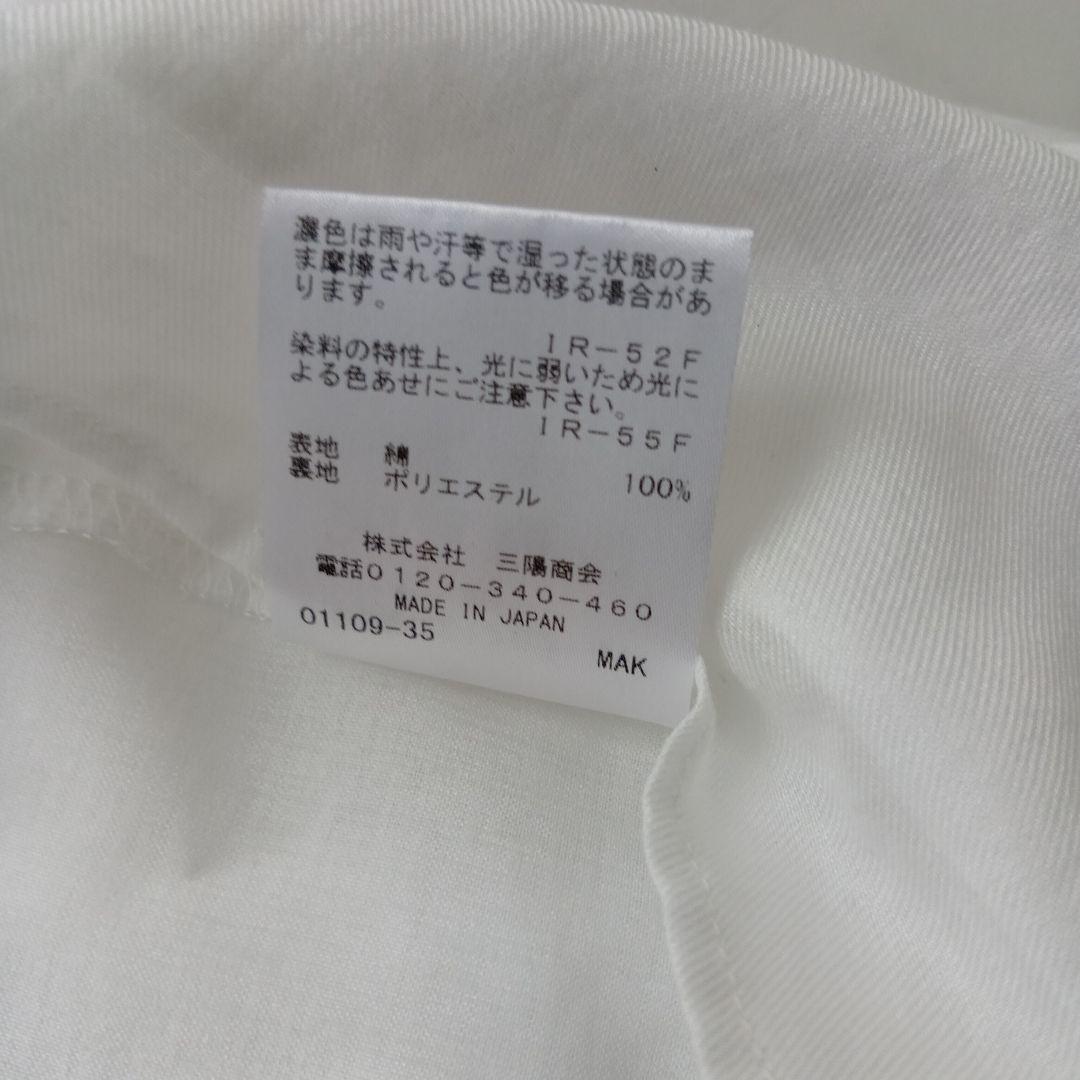 濃色は雨や汗等で湿った状態のま
ま摩擦されると色が移る場合があ
ります。
IR-52F
染料の特性上、光に弱いため光に
よる色あせにご注意下さい。
IR-55F
表地 綿
裏地 ポリエステル 100%
株式会社 三陽商会
電話0120-340-460
MADE IN JAPAN
01109-35
MAK